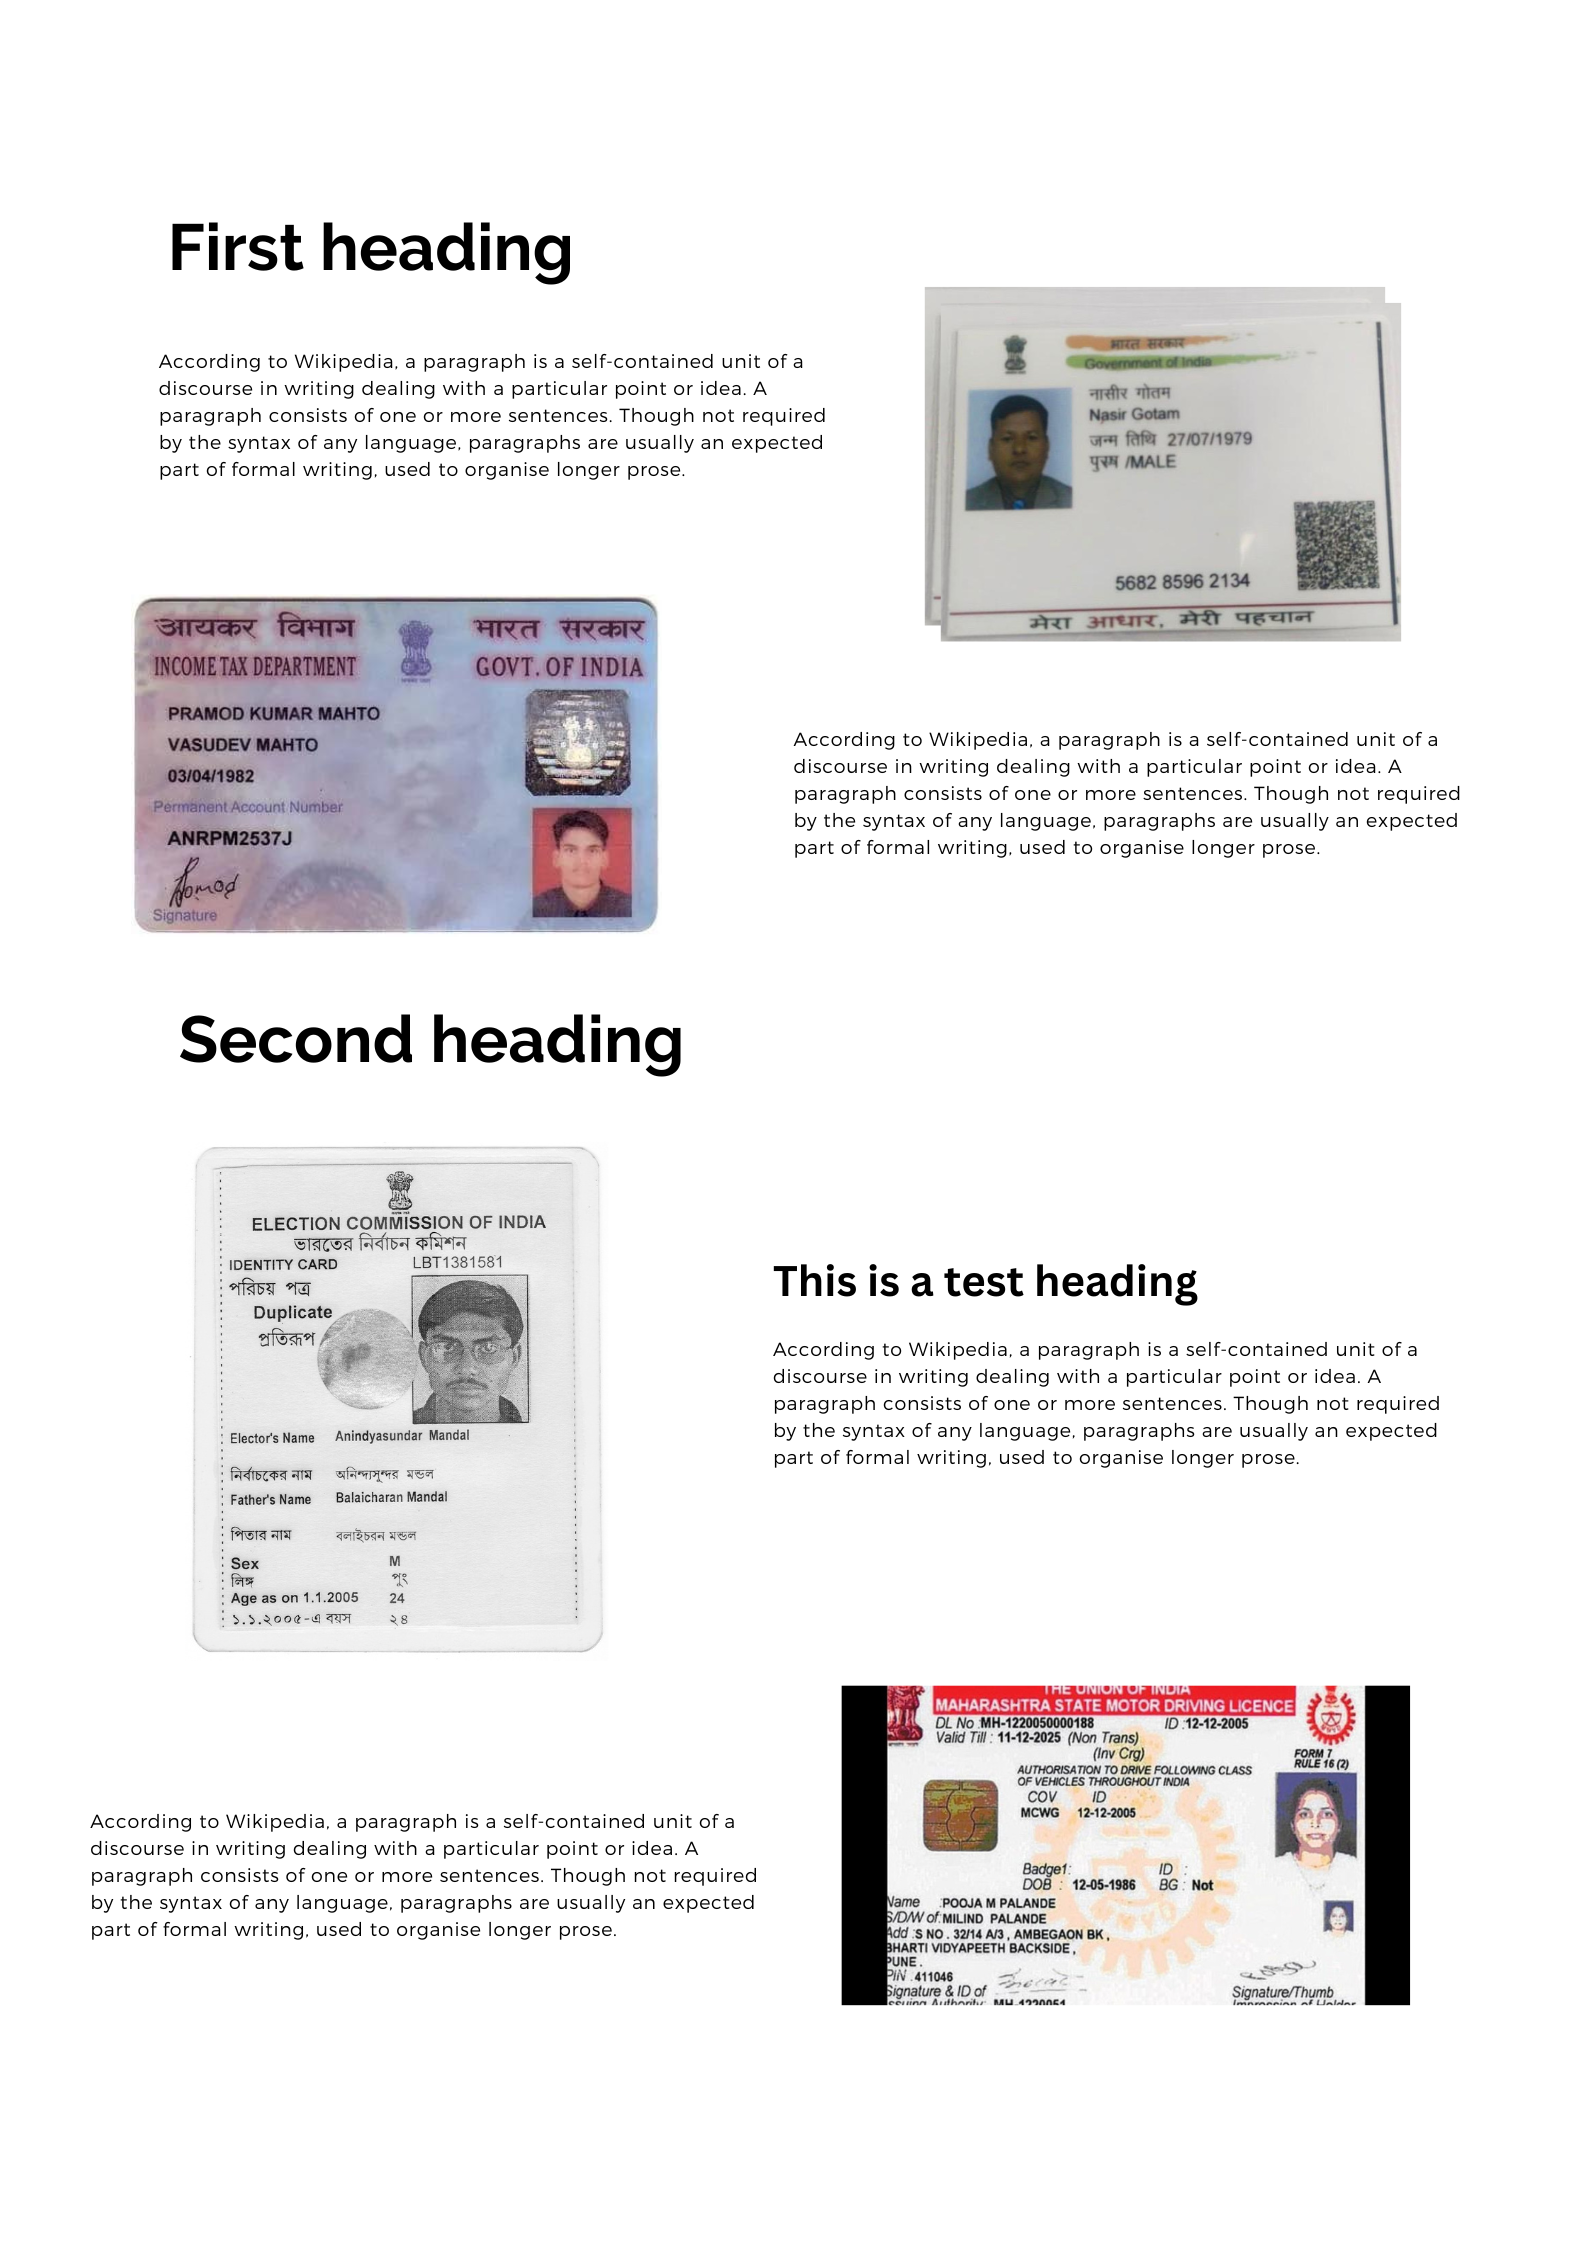 First heading
According to Wikipedia, a paragraph is a self-contained unit of a
discourse in writing dealing with a particular point or idea. A
paragraph consists of one or more sentences. Though not required
by the syntax of any language, paragraphs are usually an expected
part of formal writing, used to organise longer prose.
भारत सरकार
Government of India
नासीर गोतम
Nasir Gotam
जन्म तिथि 27/07/1979
पुरुष /MALE
5682 8596 2134
मेरा आधार, मेरी पहचान
आयकर विभाग भारत सरकार
INCOME TAX DEPARTMENT GOVT. OF INDIA
PRAMOD KUMAR MAHTO
VASUDEV MAHTO
03/04/1982
Permanent Account Number
ANRPM2537J
Signature
According to Wikipedia, a paragraph is a self-contained unit of a
discourse in writing dealing with a particular point or idea. A
paragraph consists of one or more sentences. Though not required
by the syntax of any language, paragraphs are usually an expected
part of formal writing, used to organise longer prose.
Second heading
ELECTION COMMISSION OF INDIA
ভারতের নির্বাচন কমিশন
IDENTITY CARD LBT1381581
পরিচয় পত্র
Duplicate
প্রতিরূপ
Elector's Name Anindyasundar Mandal
নির্বাচকের নাম অনিন্দ্যসুন্দর মন্ডল
Father's Name Balaicharan Mandal
পিতার নাম বলাইচরন মন্ডল
Sex M
লিঙ্গ পুং
Age as on 1.1.2005 24
১.১.২০০৫-এ বয়স ২৪
This is a test heading
According to Wikipedia, a paragraph is a self-contained unit of a
discourse in writing dealing with a particular point or idea. A
paragraph consists of one or more sentences. Though not required
by the syntax of any language, paragraphs are usually an expected
part of formal writing, used to organise longer prose.
THE UNION OF INDIA
MAHARASHTRA STATE MOTOR DRIVING LICENCE
DL No :MH-1220050000188 ID :12-12-2005
Valid Till : 11-12-2025 (Non Trans)
(Inv Crg)
FORM 7
RULE 16 (2)
AUTHORISATION TO DRIVE FOLLOWING CLASS
OF VEHICLES THROUGHOUT INDIA
COV ID
MCWG 12-12-2005
Badge1: ID :
DOB : 12-05-1986 BG : Not
Name :POOJA M PALANDE
S/D/W of:MILIND PALANDE
Add :S NO . 32/14 A/3 , AMBEGAON BK ,
BHARTI VIDYAPEETH BACKSIDE ,
PUNE .
PIN :411046
Signature & ID of Signature/Thumb
Issuing Authority: MH-1220051 Impression of Holder
According to Wikipedia, a paragraph is a self-contained unit of a
discourse in writing dealing with a particular point or idea. A
paragraph consists of one or more sentences. Though not required
by the syntax of any language, paragraphs are usually an expected
part of formal writing, used to organise longer prose.